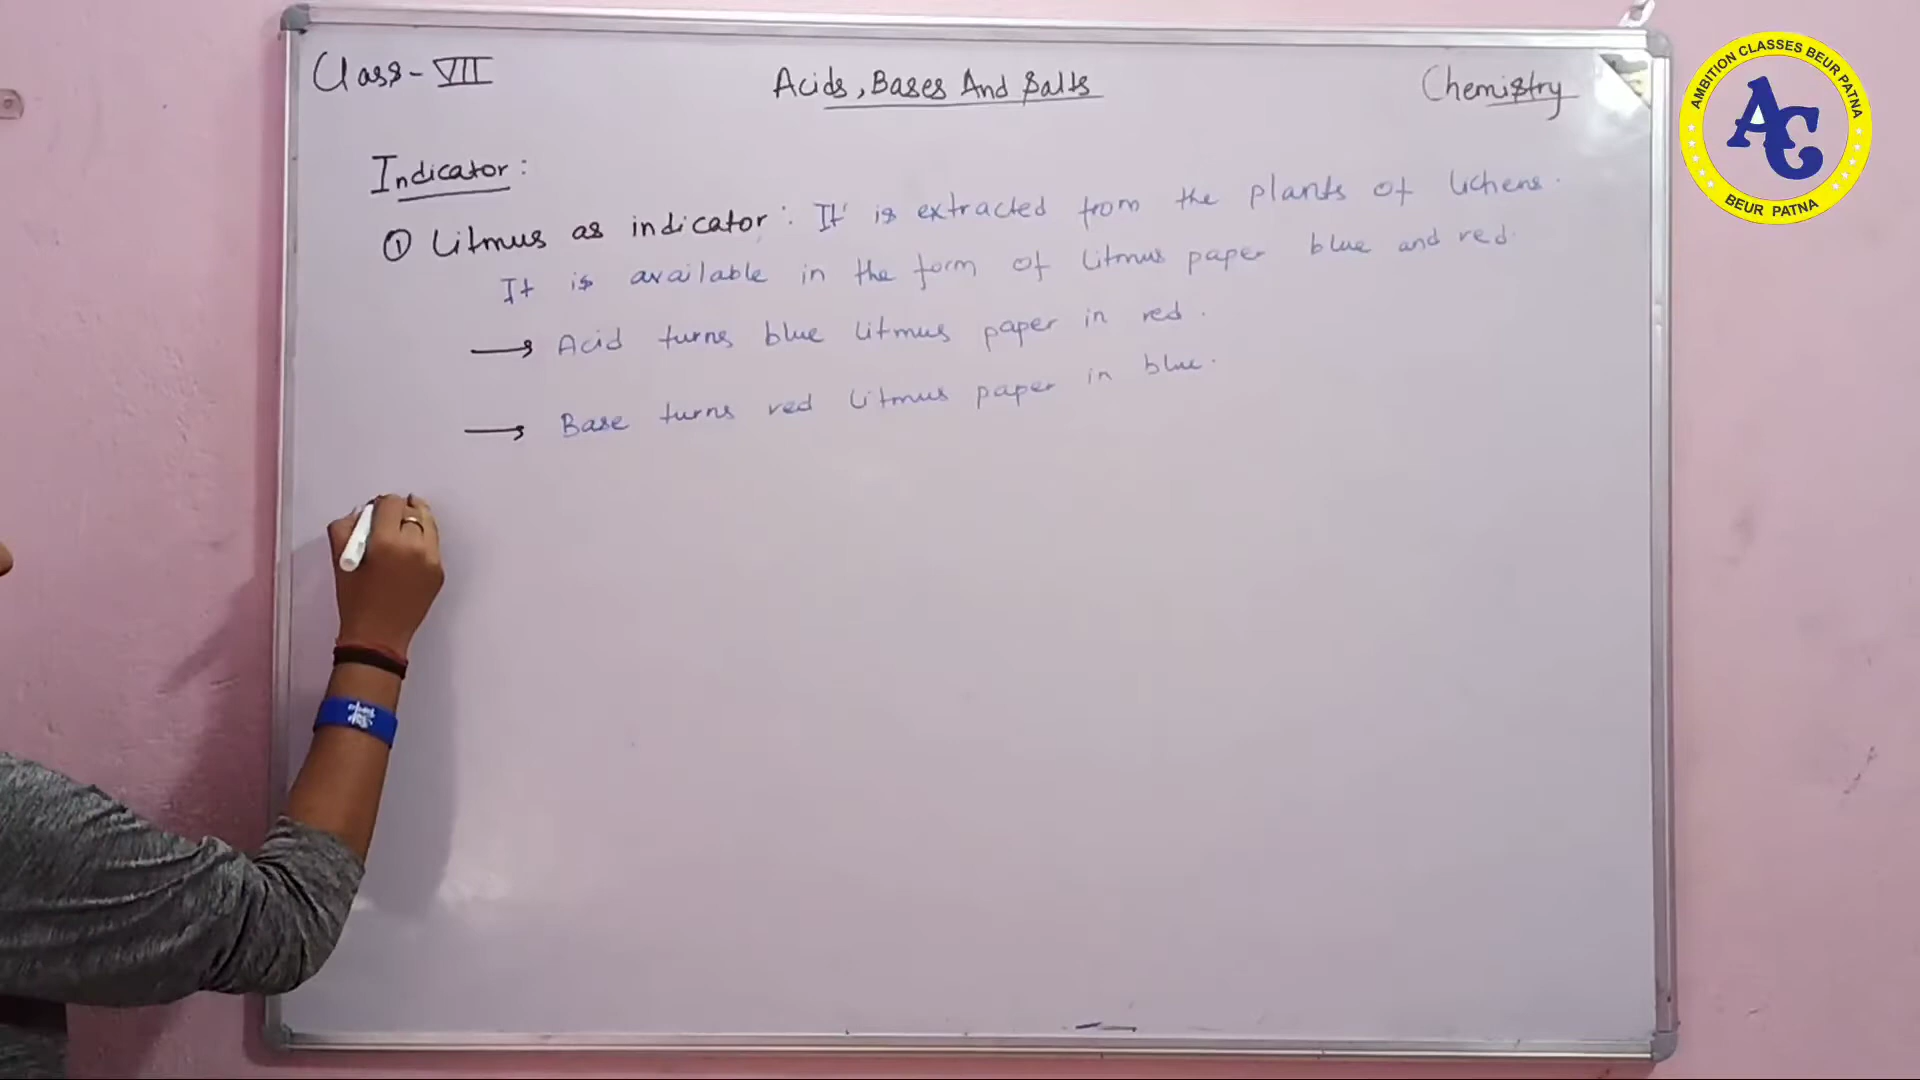 Class- VII
Acids, Bases And Salts
Chemistry
AMBITION CLASSES BEUR PATNA
AC
BEUR PATNA
Indicator:
① Litmus as indicator: It is extracted from the plants of lichens.
It is available in the form of litmus paper blue and red.
→ Acid turns blue litmus paper in red.
→ Base turns red litmus paper in blue.